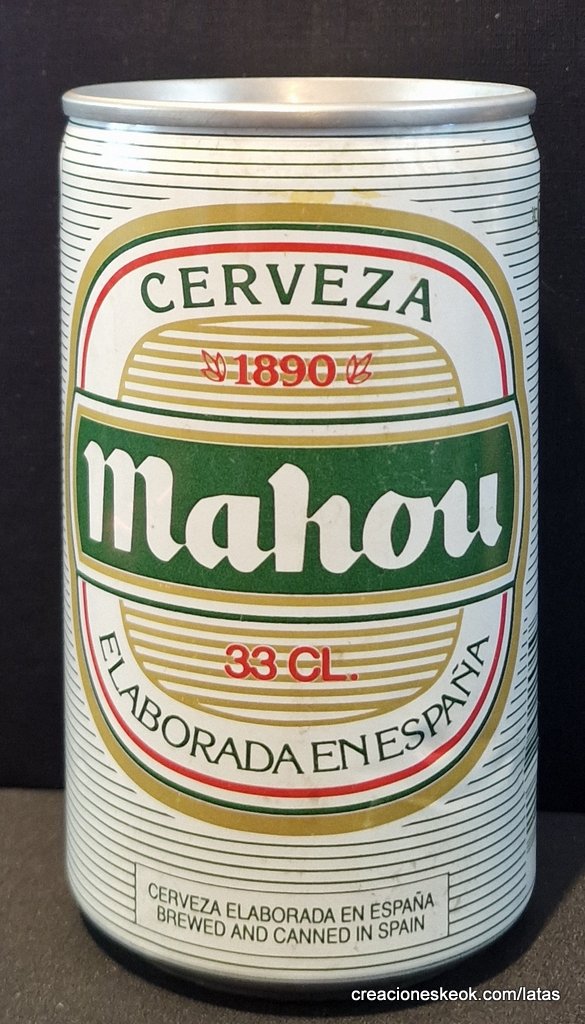 CERVEZA
1890
Mahou
33 CL.
ELABORADA EN ESPAÑA
CERVEZA ELABORADA EN ESPAÑA
BREWED AND CANNED IN SPAIN
creacioneskeok.com/latas